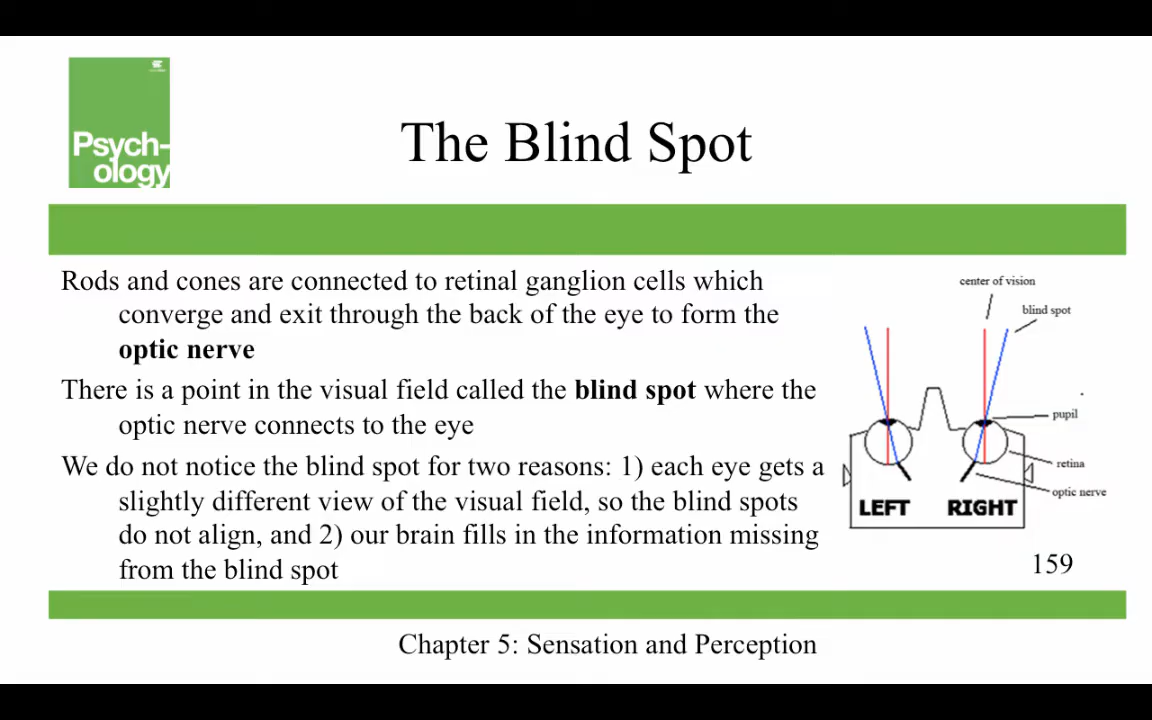 Psych-
ology
The Blind Spot
Rods and cones are connected to retinal ganglion cells which
converge and exit through the back of the eye to form the
optic nerve
There is a point in the visual field called the blind spot where the
optic nerve connects to the eye
We do not notice the blind spot for two reasons: 1) each eye gets a
slightly different view of the visual field, so the blind spots
do not align, and 2) our brain fills in the information missing
from the blind spot
center of vision
blind spot
pupil
retina
optic nerve
LEFT
RIGHT
159
Chapter 5: Sensation and Perception